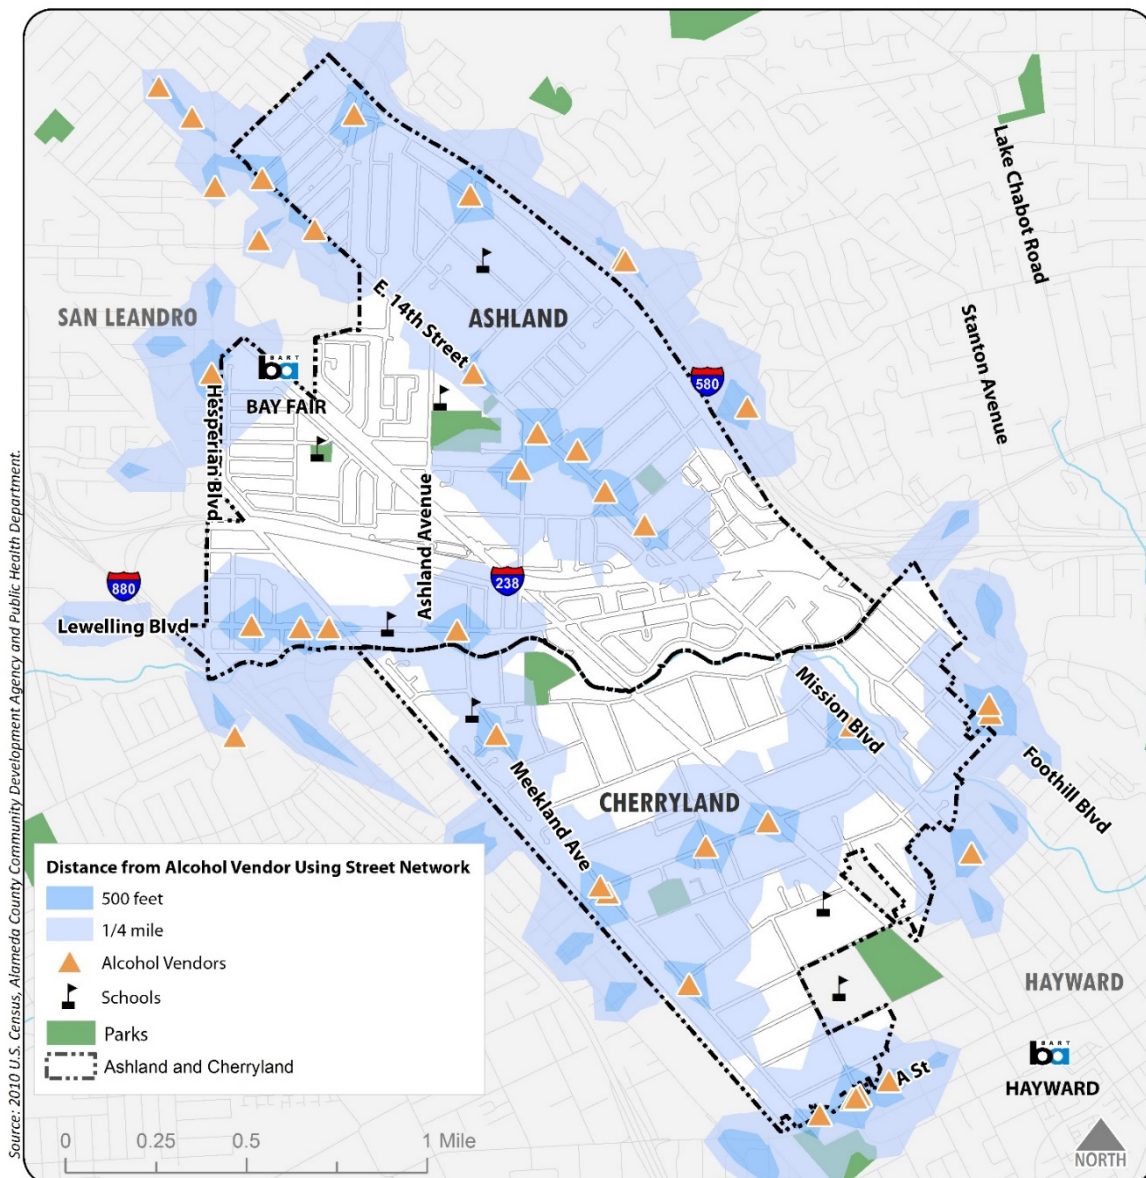 Lake Chabot Road
Stanton Avenue
SAN LEANDRO
E. 14th Street
ASHLAND
BART
ba
BAY FAIR
580
Hesperian Blvd
Ashland Avenue
880
238
Lewelling Blvd
Mission Blvd
Foothill Blvd
Meekland Ave
CHERRYLAND
HAYWARD
BART
ba
HAYWARD
A St
Distance from Alcohol Vendor Using Street Network
500 feet
1/4 mile
Alcohol Vendors
Schools
Parks
Ashland and Cherryland
0 0.25 0.5 1 Mile
NORTH
Source: 2010 U.S. Census, Alameda County Community Development Agency and Public Health Department.